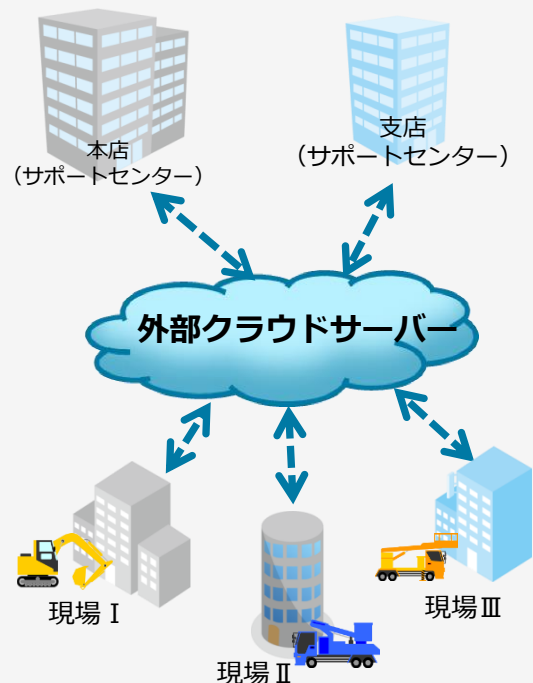 本店
（サポートセンター）
支店
（サポートセンター）
外部クラウドサーバー
現場Ⅰ
現場Ⅱ
現場Ⅲ